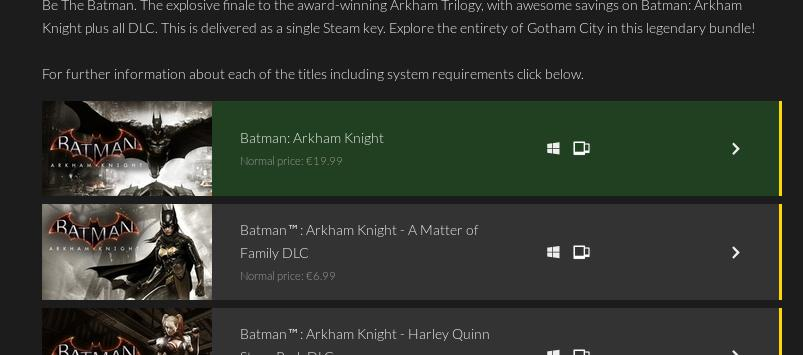 Be The Batman. The explosive finale to the award-winning Arkham Trilogy, with awesome savings on Batman: Arkham
Knight plus all DLC. This is delivered as a single Steam key. Explore the entirety of Gotham City in this legendary bundle!
For further information about each of the titles including system requirements click below.
BATMAN
ARKHAM KNIGHT
Batman: Arkham Knight
Normal price: €19.99
BATMAN
ARKHAM KNIGHT
Batman™: Arkham Knight - A Matter of
Family DLC
Normal price: €6.99
BATMAN
Batman™: Arkham Knight - Harley Quinn
Story Pack DLC